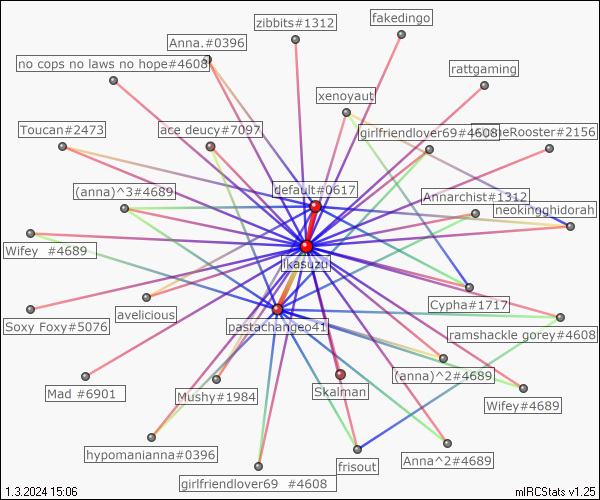 zibbits#1312
fakedingo
Anna.#0396
no cops no laws no hope#4608
rattgaming
xenoyaut
Toucan#2473
ace deucy#7097
girlfriendlover69#4608
Rooster#2156
default#0617
(anna)^3#4689
Annarchist#1312
neokingghidorah
Wifey #4689
likasuzu
Cypha#1717
avelicious
Soxy Foxy#5076
pastachangeo41
ramshackle gorey#4608
(anna)^2#4689
Mad #6901
Mushy#1984
Skalman
Wifey#4689
hypomanianna#0396
frisout
Anna^2#4689
girlfriendlover69 #4608
1.3.2024 15:06
mIRCStats v1.25